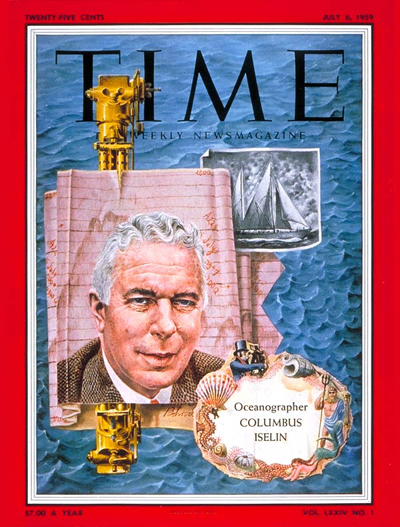 TWENTY-FIVE CENTS JULY 6, 1959
TIME
WEEKLY NEWSMAGAZINE
Oceanographer
COLUMBUS
ISELIN
$7.00 A YEAR VOL. LXXIV NO. 1